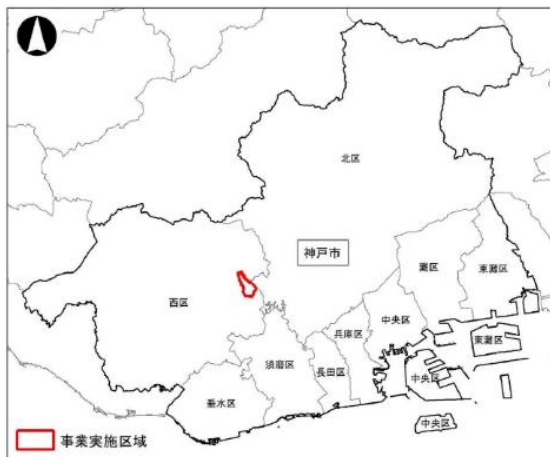 北区
神戸市
西区
灘区
東灘区
中央区
兵庫区
東灘区
須磨区
長田区
中央区
垂水区
中央区
事業実施区域